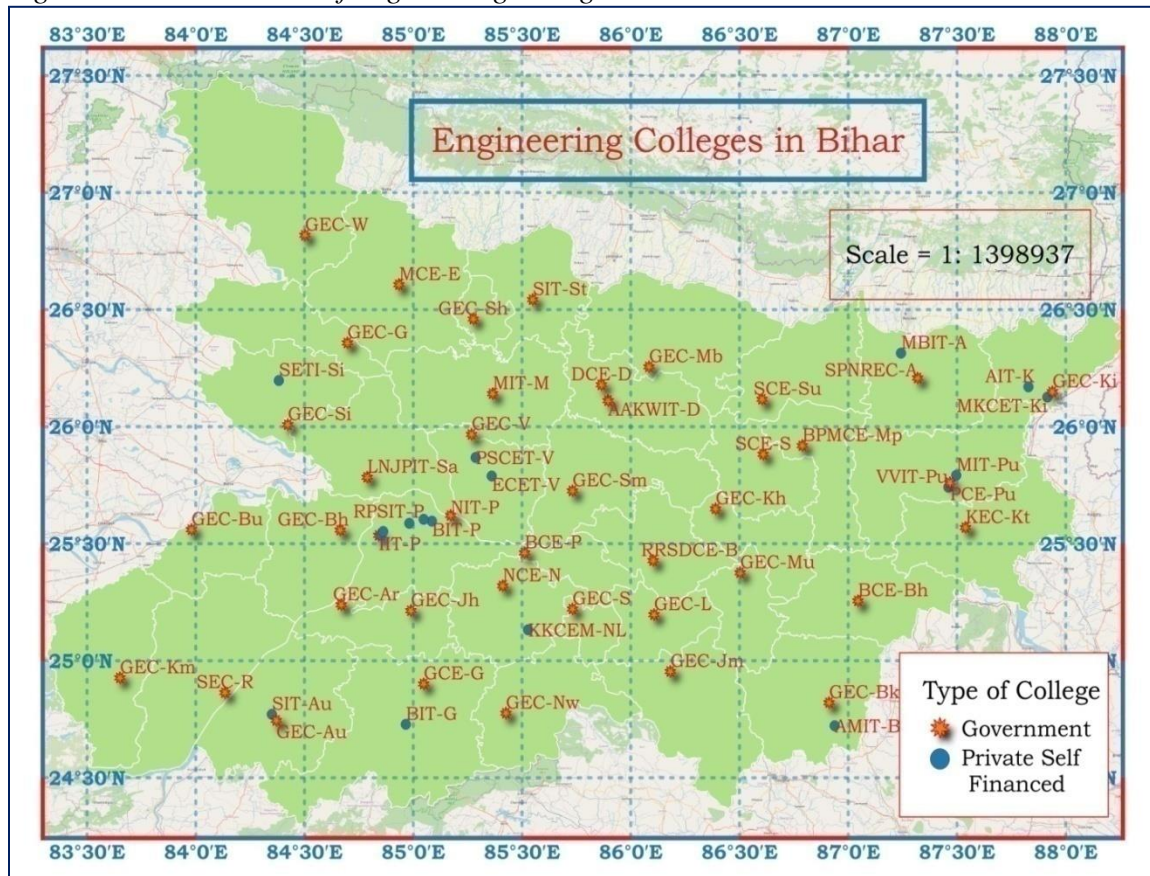 83°30'E 84°0'E 84°30'E 85°0'E 85°30'E 86°0'E 86°30'E 87°0'E 87°30'E 88°0'E
27°30'N 27°30'N
Engineering Colleges in Bihar
27°0'N 27°0'N
GEC-W
Scale = 1: 1398937
MCE-E
SIT-St
GEC-Sh
26°30'N 26°30'N
GEC-G
MBIT-A
GEC-Mb
SETI-Si
DCE-D
SPNREC-A
AIT-K
GEC-Ki
MIT-M
SCE-Su
MKCET-Ki
AAKWIT-D
GEC-Si
26°0'N 26°0'N
GEC-V
SCE-S
BPMCE-Mp
PSCET-V
LNJPIT-Sa
MIT-Pu
VVIT-Pu
ECET-V
GEC-Sm
PCE-Pu
GEC-Kh
RPSIT-P
NIT-P
GEC-Bu
GEC-Bh
BIT-P
KEC-Kt
IIT-P
25°30'N 25°30'N
BCE-P
RRSDCE-B
GEC-Mu
NCE-N
BCE-Bh
GEC-Ar
GEC-Jh
GEC-S
GEC-L
KKCEM-NL
25°0'N
GEC-Km
GEC-Jm
SEC-R
GCE-G
SIT-Au
GEC-Bk
BIT-G
GEC-Nw
GEC-Au
AMIT-B
Type of College
Government
Private Self
Financed
24°30'N
83°30'E 84°0'E 84°30'E 85°0'E 85°30'E 86°0'E 86°30'E 87°0'E 87°30'E 88°0'E